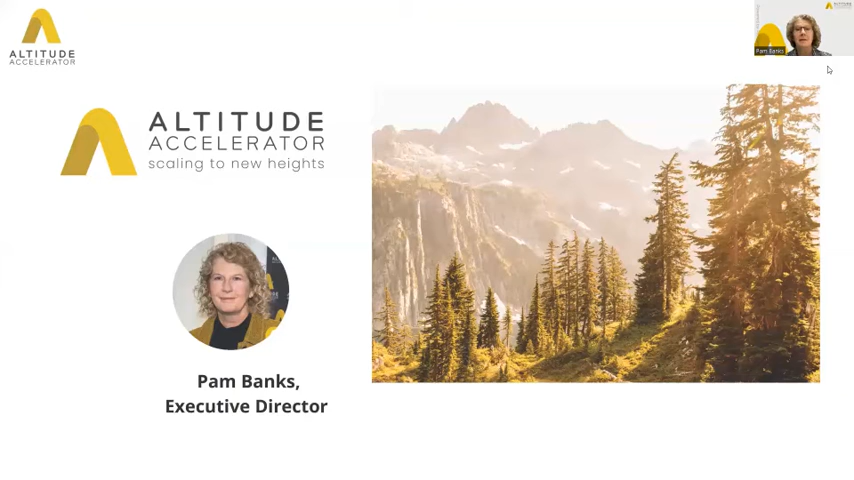 ALTITUDE
ACCELERATOR
ALTITUDE
ACCELERATOR
scaling to new heights
Pam Banks,
Executive Director
Pam Banks